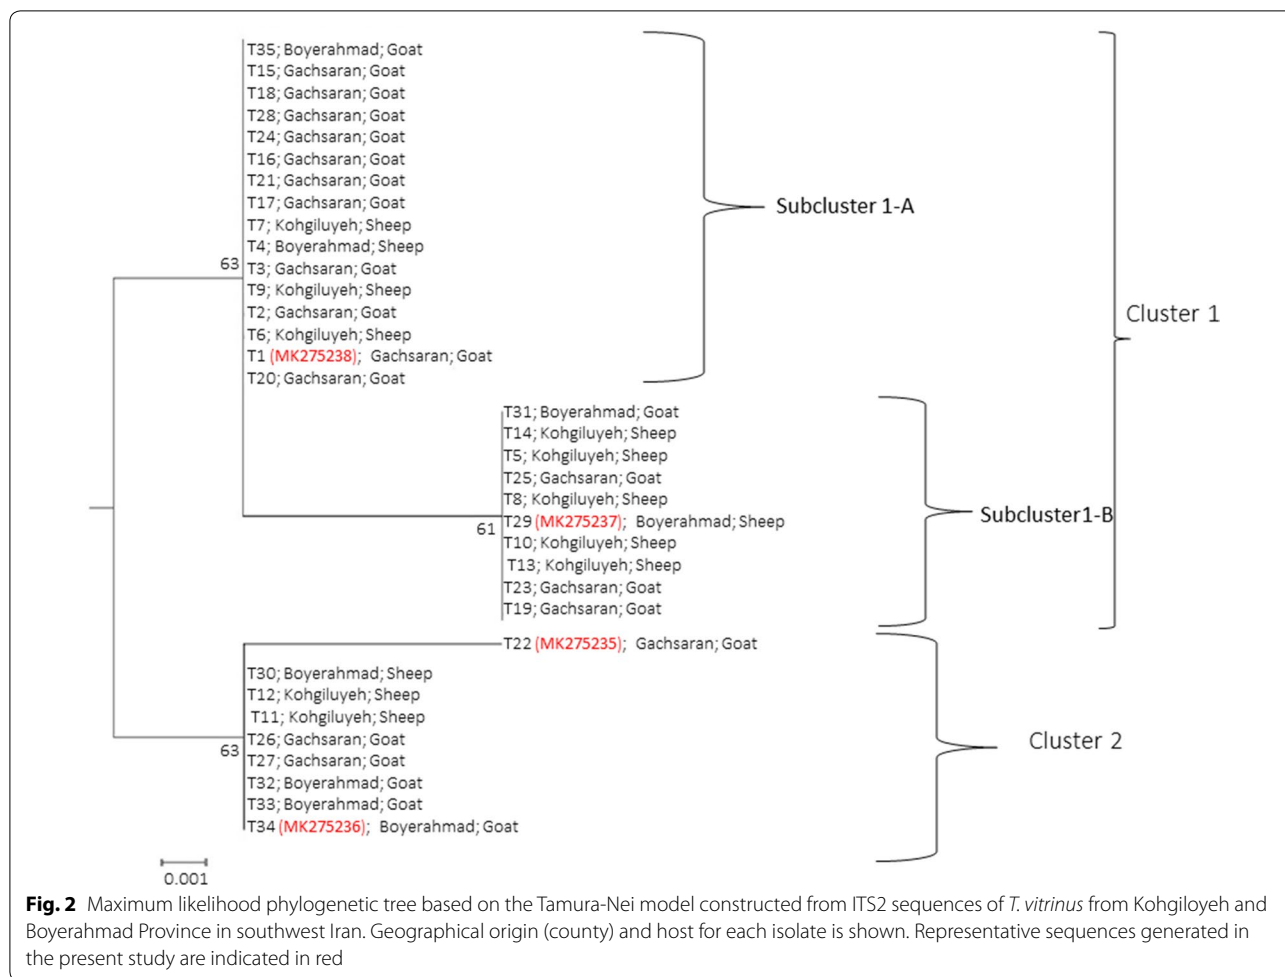 T35; Boyerahmad; Goat
T15; Gachsaran; Goat
T18; Gachsaran; Goat
T28; Gachsaran; Goat
T24; Gachsaran; Goat
T16; Gachsaran; Goat
T21; Gachsaran; Goat
T17; Gachsaran; Goat
T7; Kohgiluyeh; Sheep
T4; Boyerahmad; Sheep
T3; Gachsaran; Goat
T9; Kohgiluyeh; Sheep
T2; Gachsaran; Goat
T6; Kohgiluyeh; Sheep
T1 (MK275238); Gachsaran; Goat
T20; Gachsaran; Goat
63
Subcluster 1-A
Cluster 1
T31; Boyerahmad; Goat
T14; Kohgiluyeh; Sheep
T5; Kohgiluyeh; Sheep
T25; Gachsaran; Goat
T8; Kohgiluyeh; Sheep
T29 (MK275237); Boyerahmad; Sheep
T10; Kohgiluyeh; Sheep
T13; Kohgiluyeh; Sheep
T23; Gachsaran; Goat
T19; Gachsaran; Goat
61
Subcluster1-B
T22 (MK275235); Gachsaran; Goat
T30; Boyerahmad; Sheep
T12; Kohgiluyeh; Sheep
T11; Kohgiluyeh; Sheep
T26; Gachsaran; Goat
T27; Gachsaran; Goat
T32; Boyerahmad; Goat
T33; Boyerahmad; Goat
T34 (MK275236); Boyerahmad; Goat
63
Cluster 2
0.001
Fig. 2 Maximum likelihood phylogenetic tree based on the Tamura-Nei model constructed from ITS2 sequences of T. vitrinus from Kohgiloyeh and
Boyerahmad Province in southwest Iran. Geographical origin (county) and host for each isolate is shown. Representative sequences generated in
the present study are indicated in red